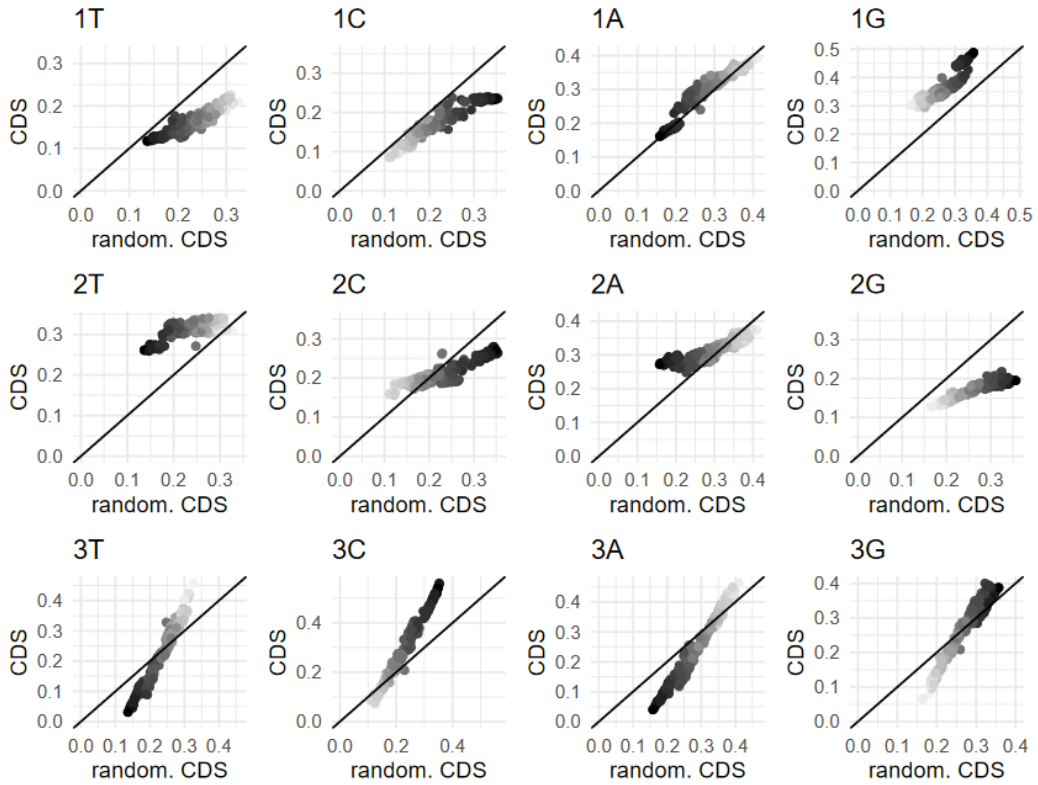 1T 1C 1A 1G
0.3 0.3 0.4 0.5
0.4
0.2 0.2 0.3 0.3
0.2
0.1 0.1 0.2 0.2
0.1 0.1
0.0 0.0 0.0 0.0
CDS CDS CDS CDS
0.0 0.1 0.2 0.3 0.0 0.1 0.2 0.3 0.0 0.1 0.2 0.3 0.4 0.0 0.1 0.2 0.3 0.4 0.5
random. CDS random. CDS random. CDS random. CDS
2T 2C 2A 2G
0.3 0.3 0.4 0.3
0.2 0.2 0.3 0.2
0.1 0.1 0.2 0.1
0.1
0.0 0.0 0.0 0.0
CDS CDS CDS CDS
0.0 0.1 0.2 0.3 0.0 0.1 0.2 0.3 0.0 0.1 0.2 0.3 0.4 0.0 0.1 0.2 0.3
random. CDS random. CDS random. CDS random. CDS
3T 3C 3A 3G
0.4 0.4 0.4 0.4
0.3 0.3 0.3
0.2 0.2 0.2 0.2
0.1 0.1 0.1
0.0 0.0 0.0 0.0
CDS CDS CDS CDS
0.0 0.1 0.2 0.3 0.4 0.0 0.2 0.4 0.0 0.1 0.2 0.3 0.4 0.0 0.1 0.2 0.3 0.4
random. CDS random. CDS random. CDS random. CDS